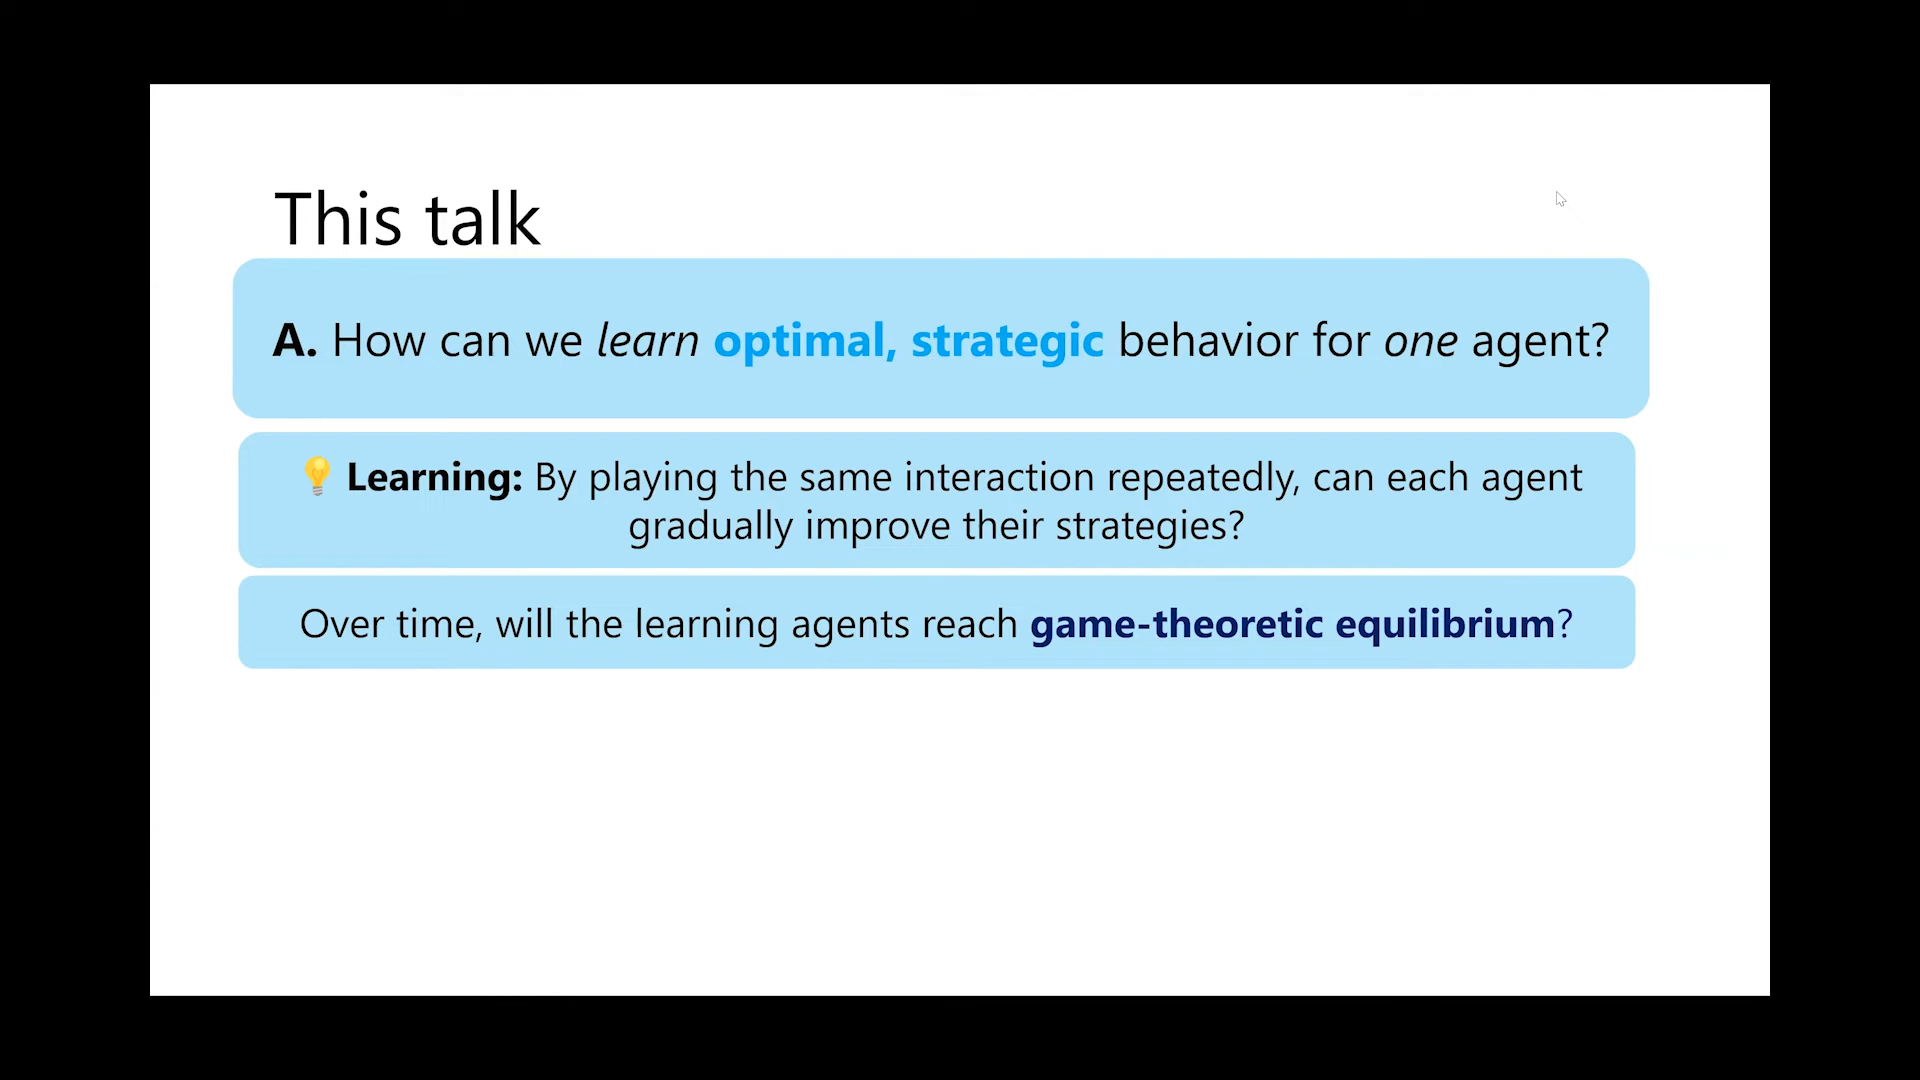 This talk
A. How can we learn optimal, strategic behavior for one agent?
💡 Learning: By playing the same interaction repeatedly, can each agent
gradually improve their strategies?
Over time, will the learning agents reach game-theoretic equilibrium?